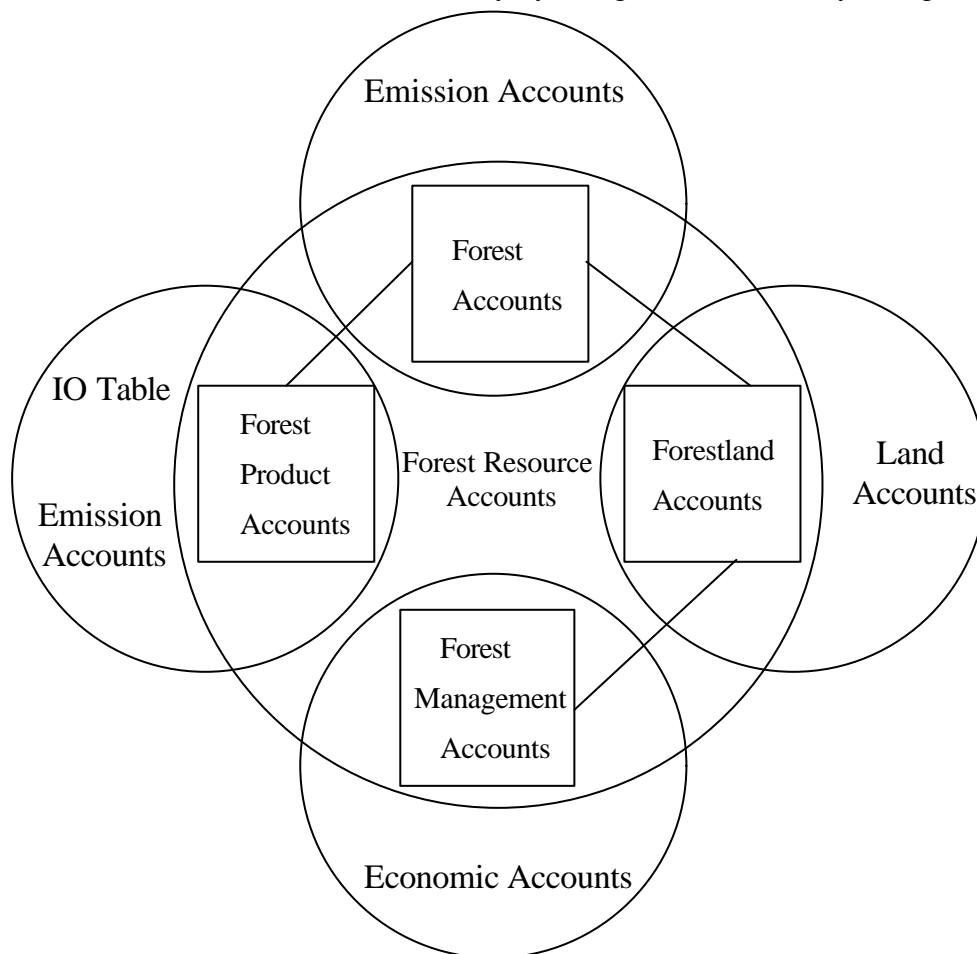 Emission Accounts
Forest
Accounts
IO Table
Emission
Accounts
Forest
Product
Accounts
Forest Resource
Accounts
Forestland
Accounts
Land
Accounts
Forest
Management
Accounts
Economic Accounts